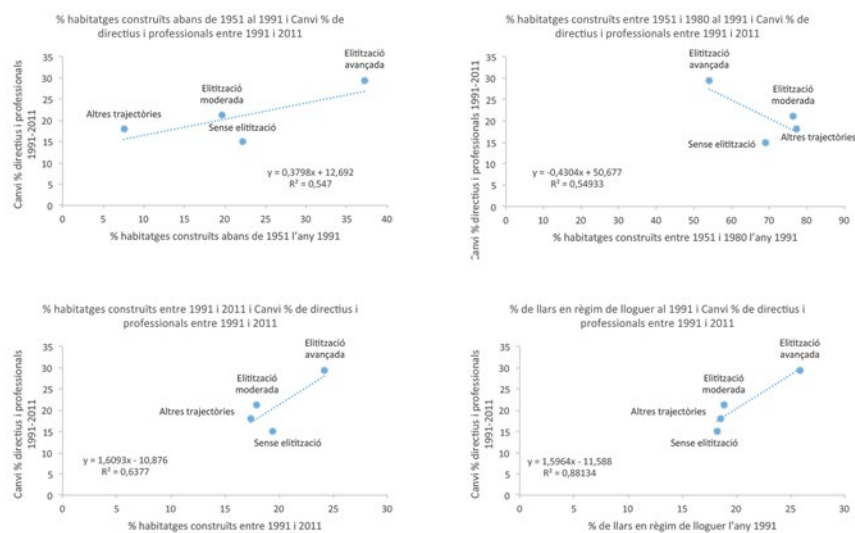 % habitatges construïts abans de 1951 al 1991 i Canvi % de
directius i professionals entre 1991 i 2011
Canvi % directius i professionals
1991-2011
35
30
25
20
15
10
5
0
Elitització
avançada
Elitització
moderada
Altres trajectòries
Sense elitització
y = 0,3798x + 12,692
R² = 0,547
0 5 10 15 20 25 30 35 40
% habitatges construïts abans de 1951 l'any 1991
% habitatges construïts entre 1951 i 1980 al 1991 i Canvi % de
directius i professionals entre 1991 i 2011
Canvi % directius i professionals 1991-2011
35
30
25
20
15
10
5
0
Elitització
avançada
Elitització
moderada
Altres trajectòries
Sense elitització
y = -0,4304x + 50,677
R² = 0,54933
0 10 20 30 40 50 60 70 80 90
% habitatges construïts entre 1951 i 1980 l'any 1991
% habitatges construïts entre 1991 i 2011 i Canvi % de directius i
professionals entre 1991 i 2011
Canvi % directius i professionals
1991-2011
35
30
25
20
15
10
5
0
Elitització
avançada
Elitització
moderada
Altres trajectòries
Sense elitització
y = 1,6093x - 10,876
R² = 0,6377
0 5 10 15 20 25 30
% habitatges construïts entre 1991 i 2011
% de llars en règim de lloguer al 1991 i Canvi % de directius i
professionals entre 1991 i 2011
Canvi % directius i professionals
1991-2011
35
30
25
20
15
10
5
0
Elitització
avançada
Elitització
moderada
Altres trajectòries
Sense elitització
y = 1,5964x - 11,588
R² = 0,88134
0 5 10 15 20 25 30
% de llars en règim de lloguer l'any 1991